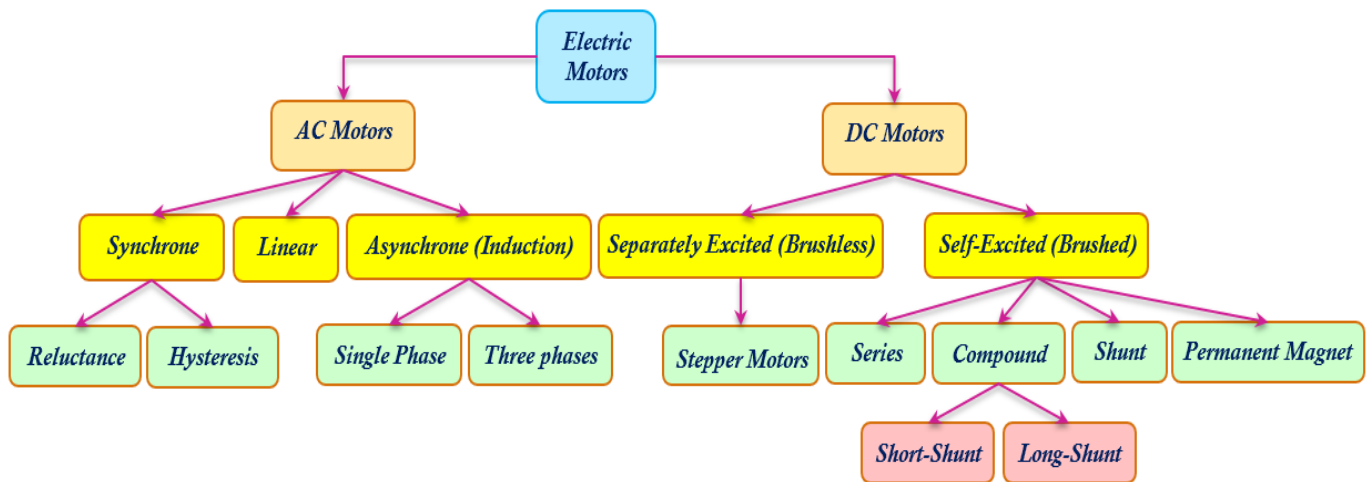 Electric
Motors
AC Motors
DC Motors
Synchrone
Linear
Asynchrone (Induction)
Separately Excited (Brushless)
Self-Excited (Brushed)
Reluctance
Hysteresis
Single Phase
Three phases
Stepper Motors
Series
Compound
Shunt
Permanent Magnet
Short-Shunt
Long-Shunt